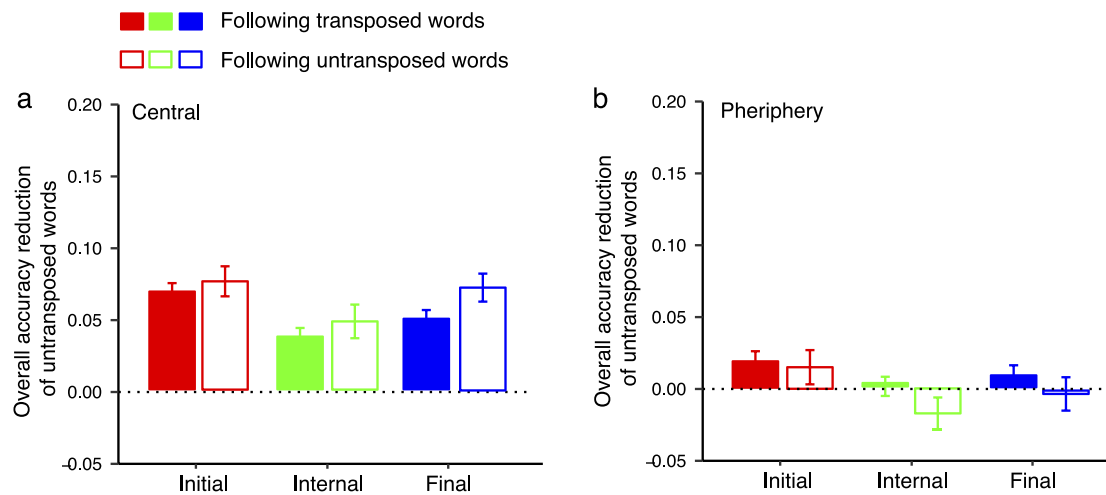 Following transposed words
Following untransposed words
a
Central
Overall accuracy reduction
of untransposed words
0.20
0.15
0.10
0.05
0.00
–0.05
Initial
Internal
Final
b
Pheriphery
Overall accuracy reduction
of untransposed words
0.20
0.15
0.10
0.05
0.00
–0.05
Initial
Internal
Final